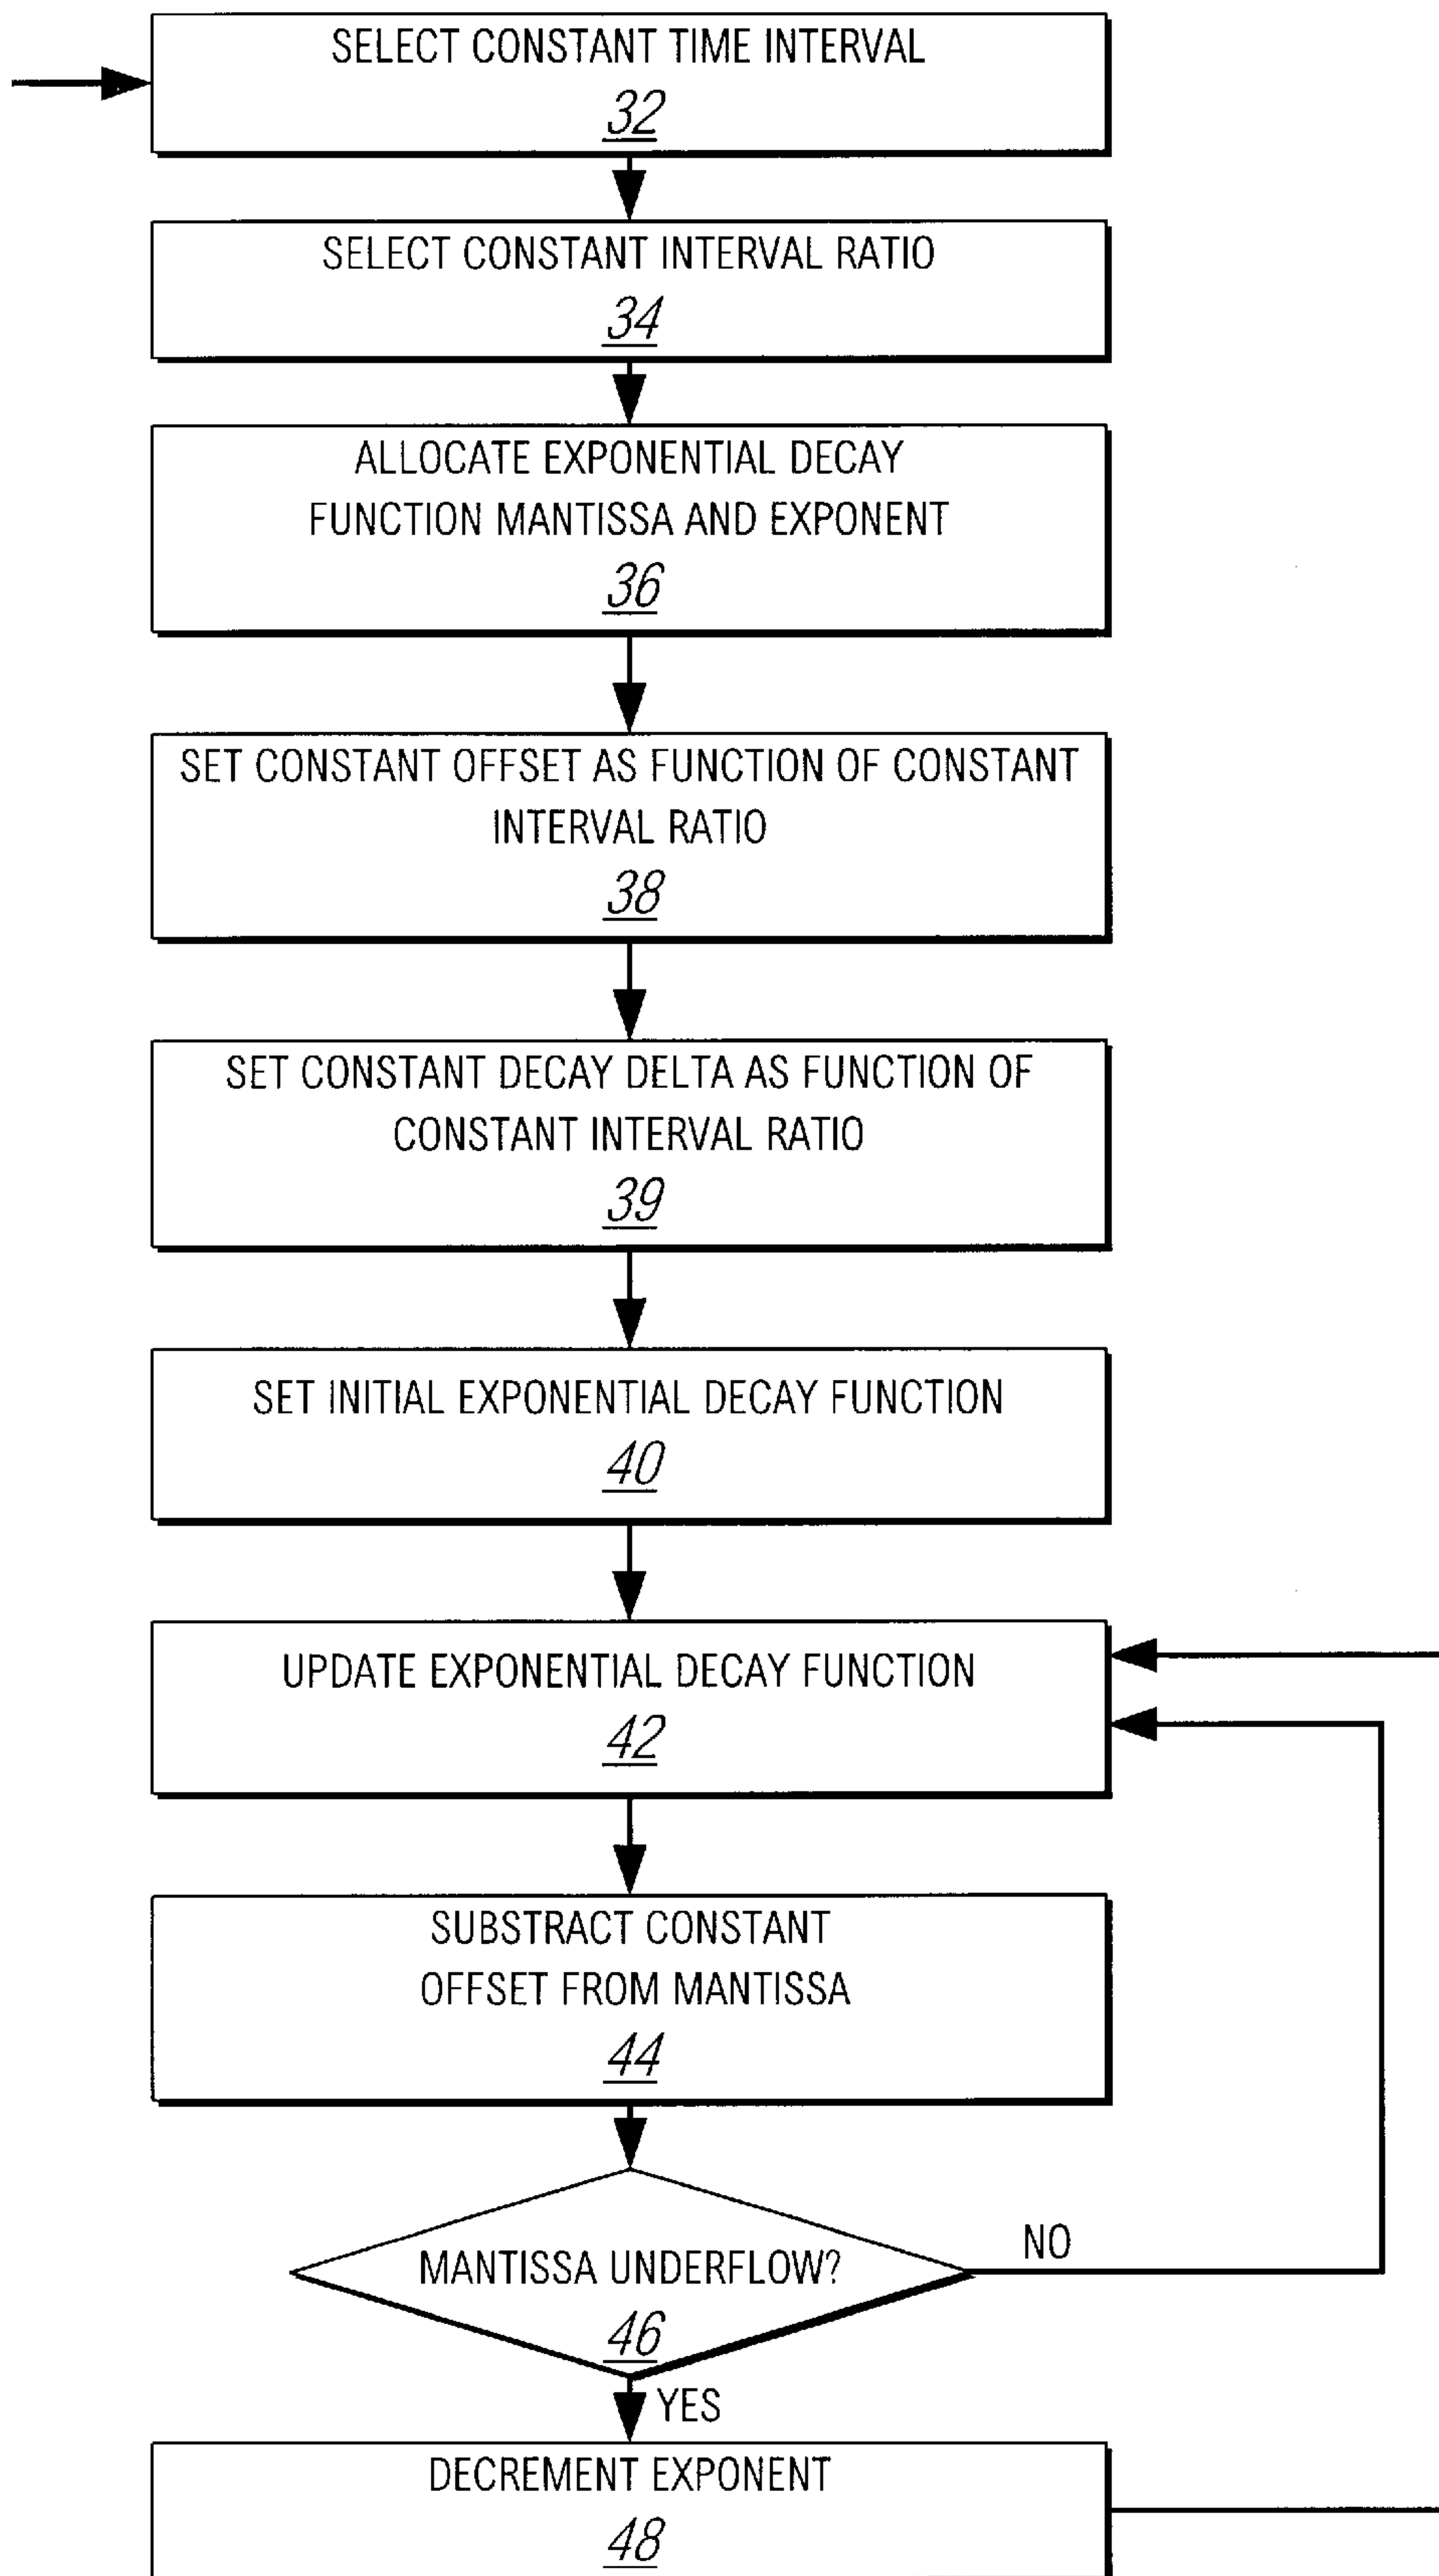 SELECT CONSTANT TIME INTERVAL
32
SELECT CONSTANT INTERVAL RATIO
34
ALLOCATE EXPONENTIAL DECAY
FUNCTION MANTISSA AND EXPONENT
36
SET CONSTANT OFFSET AS FUNCTION OF CONSTANT
INTERVAL RATIO
38
SET CONSTANT DECAY DELTA AS FUNCTION OF
CONSTANT INTERVAL RATIO
39
SET INITIAL EXPONENTIAL DECAY FUNCTION
40
UPDATE EXPONENTIAL DECAY FUNCTION
42
SUBSTRACT CONSTANT
OFFSET FROM MANTISSA
44
NO
MANTISSA UNDERFLOW?
46
YES
DECREMENT EXPONENT
48